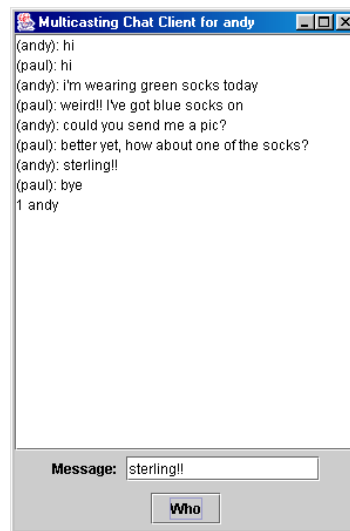 Multicasting Chat Client for andy
(andy): hi
(paul): hi
(andy): i'm wearing green socks today
(paul): weird!! I've got blue socks on
(andy): could you send me a pic?
(paul): better yet, how about one of the socks?
(andy): sterling!!
(paul): bye
1 andy
Message: sterling!!
Who